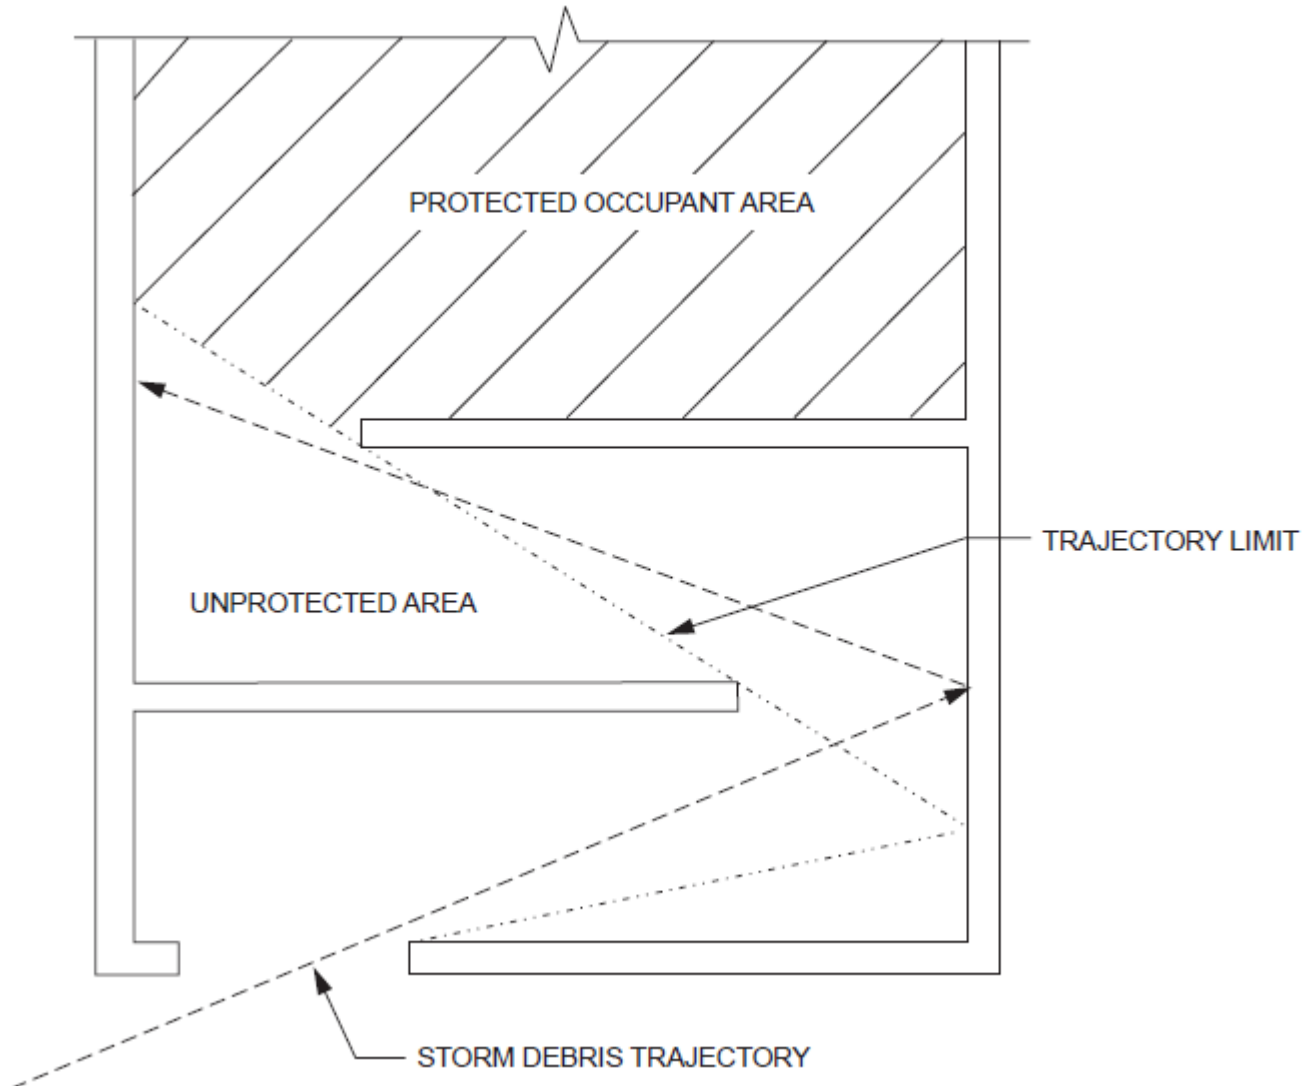 PROTECTED OCCUPANT AREA
TRAJECTORY LIMIT
UNPROTECTED AREA
STORM DEBRIS TRAJECTORY